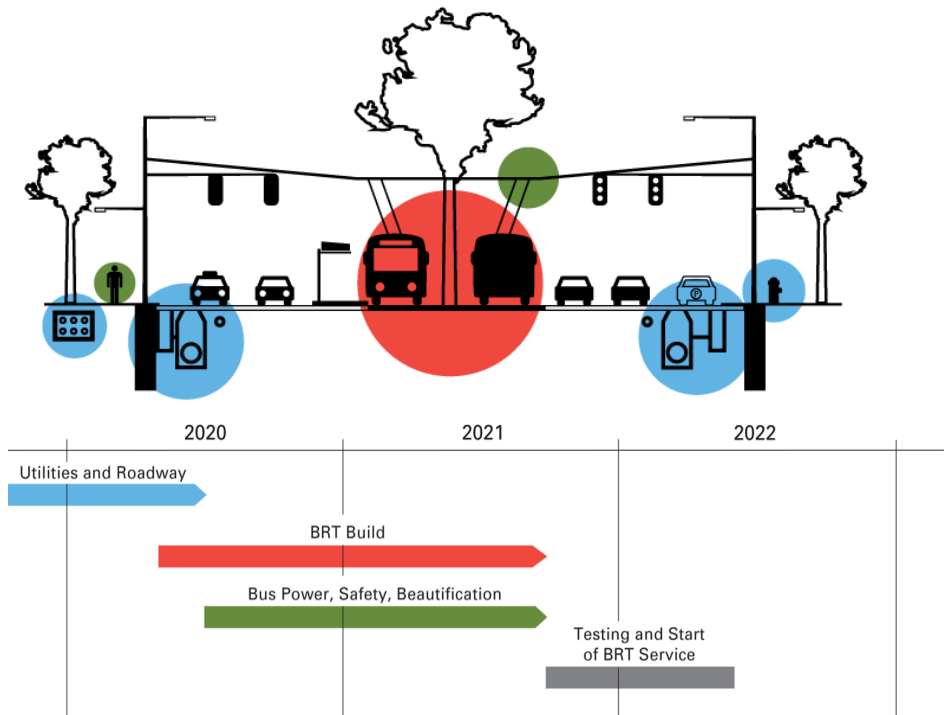 P
2020
2021
2022
Utilities and Roadway
BRT Build
Bus Power, Safety, Beautification
Testing and Start
of BRT Service